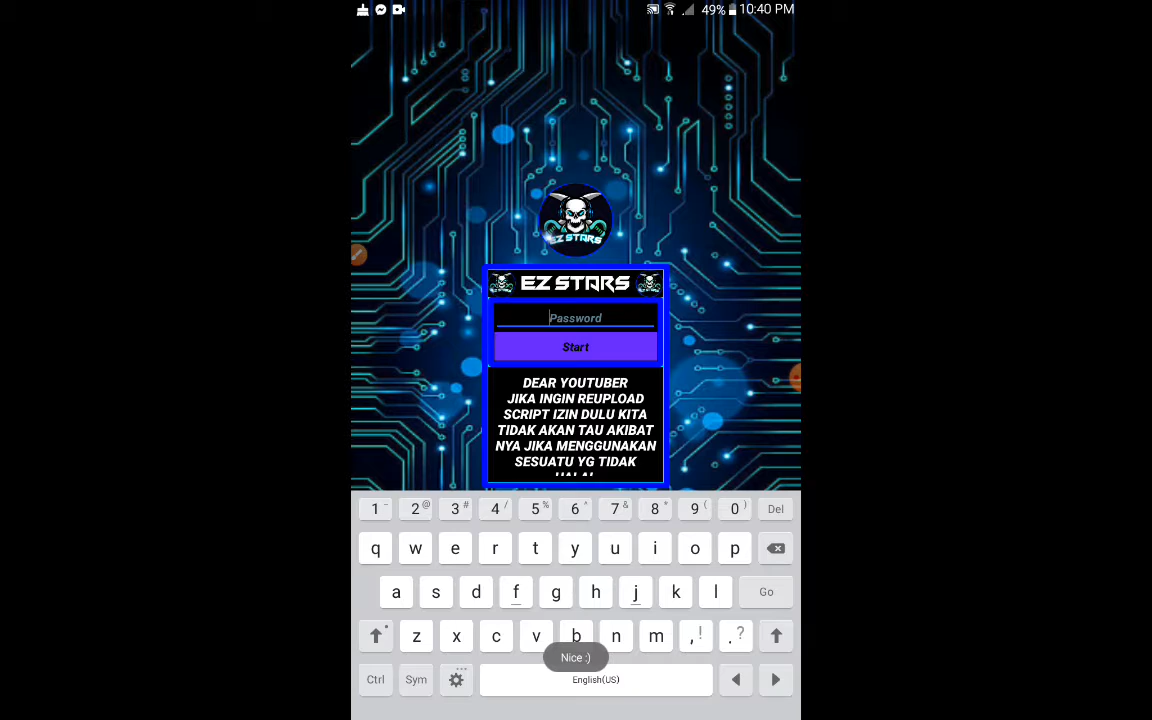 49% 10:40 PM
EZ STARS
EZ STARS
Password
Start
DEAR YOUTUBER
JIKA INGIN REUPLOAD
SCRIPT IZIN DULU KITA
TIDAK AKAN TAU AKIBAT
NYA JIKA MENGGUNAKAN
SESUATU YG TIDAK
1 - 2 @ 3 # 4 / 5 % 6 ^ 7 & 8 * 9 ( 0 ) Del
q w e r t y u i o p
a s d f g h j k l Go
z x c v b n m , ! . ?
Nice :)
Ctrl Sym English(US)